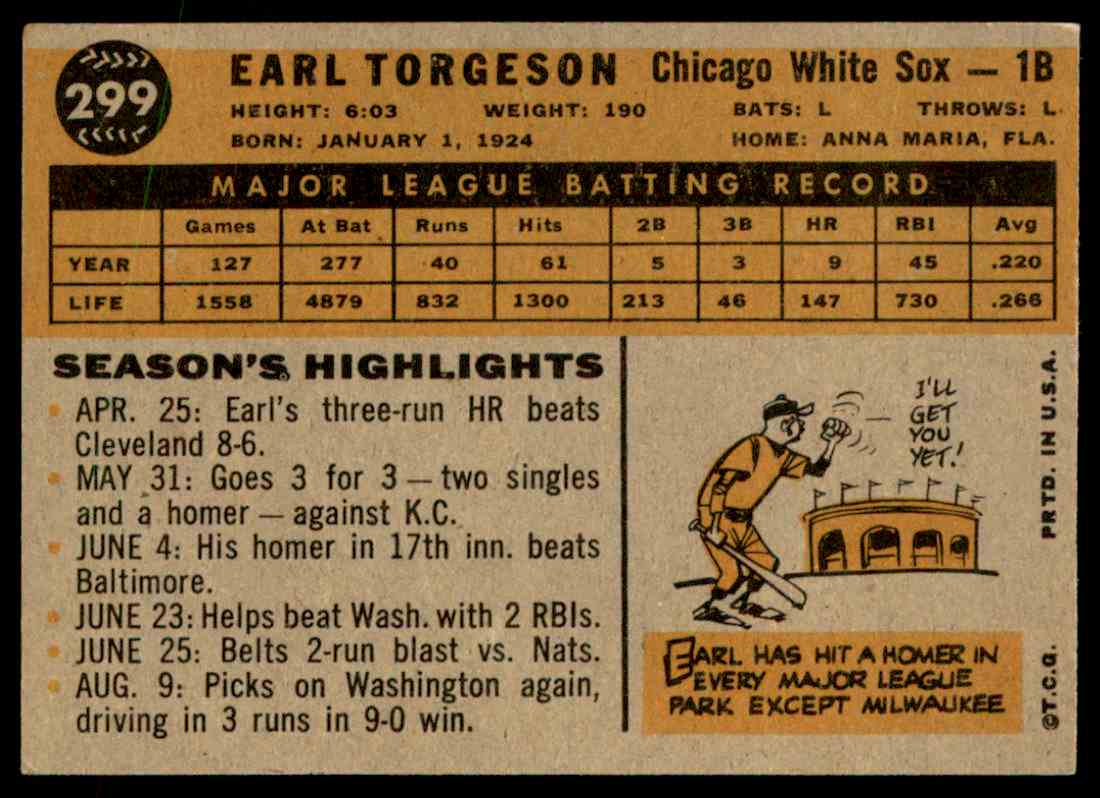 299
EARL TORGESON Chicago White Sox — 1B
HEIGHT: 6:03 WEIGHT: 190 BATS: L THROWS: L
BORN: JANUARY 1, 1924 HOME: ANNA MARIA, FLA.
MAJOR LEAGUE BATTING RECORD
Games At Bat Runs Hits 2B 3B HR RBI Avg
YEAR 127 277 40 61 5 3 9 45 .220
LIFE 1558 4879 832 1300 213 46 147 730 .266
SEASON'S HIGHLIGHTS
• APR. 25: Earl's three-run HR beats
Cleveland 8-6.
• MAY 31: Goes 3 for 3 — two singles
and a homer — against K.C.
• JUNE 4: His homer in 17th inn. beats
Baltimore.
• JUNE 23: Helps beat Wash. with 2 RBIs.
• JUNE 25: Belts 2-run blast vs. Nats.
• AUG. 9: Picks on Washington again,
driving in 3 runs in 9-0 win.
I'LL
GET
YOU
YET!
EARL HAS HIT A HOMER IN
EVERY MAJOR LEAGUE
PARK EXCEPT MILWAUKEE
©T.C.G. PRTD. IN U.S.A.